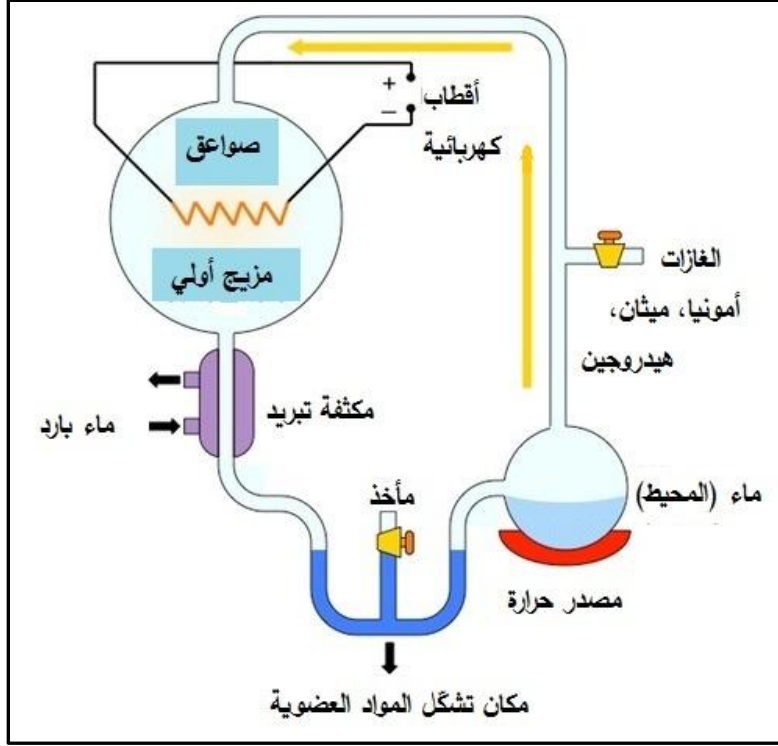 +
أقطاب
صواعق
−
كهربائية
مزيج أولي
الغازات
أمونيا، ميثان،
هيدروجين
مكثفة تبريد
ماء بارد
مأخذ
ماء (المحيط)
مصدر حرارة
مكان تشكّل المواد العضوية